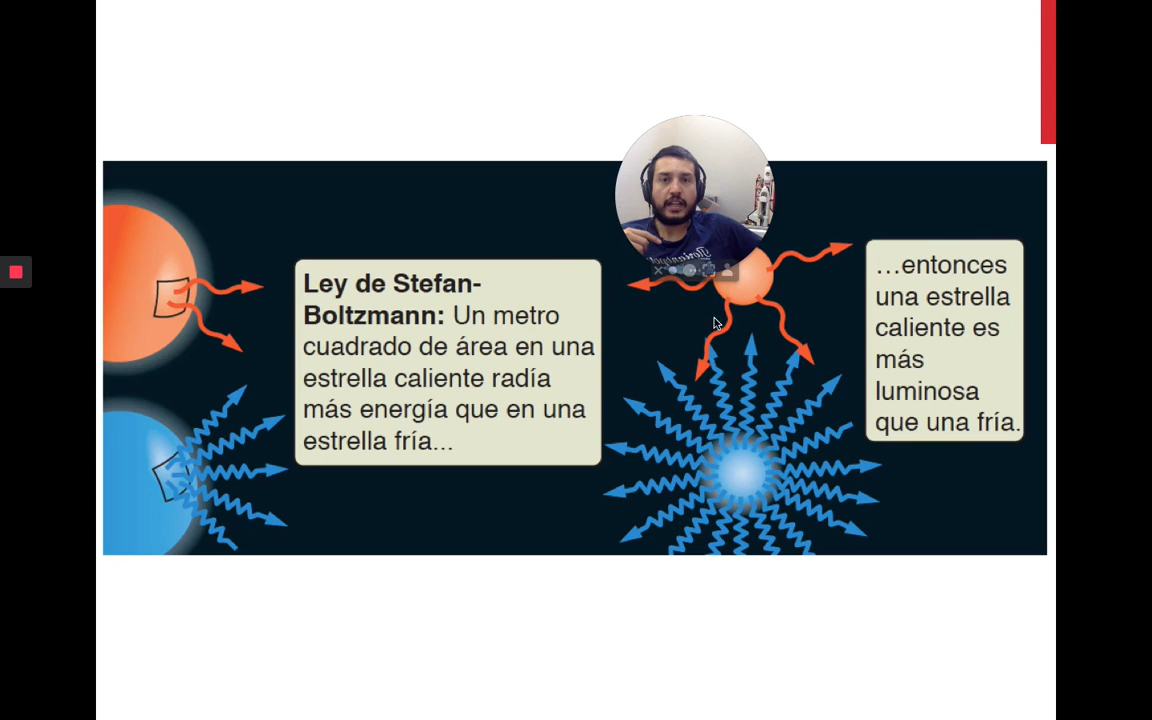 Ley de Stefan-
Boltzmann: Un metro
cuadrado de área en una
estrella caliente radía
más energía que en una
estrella fría...
...entonces
una estrella
caliente es
más
luminosa
que una fría.